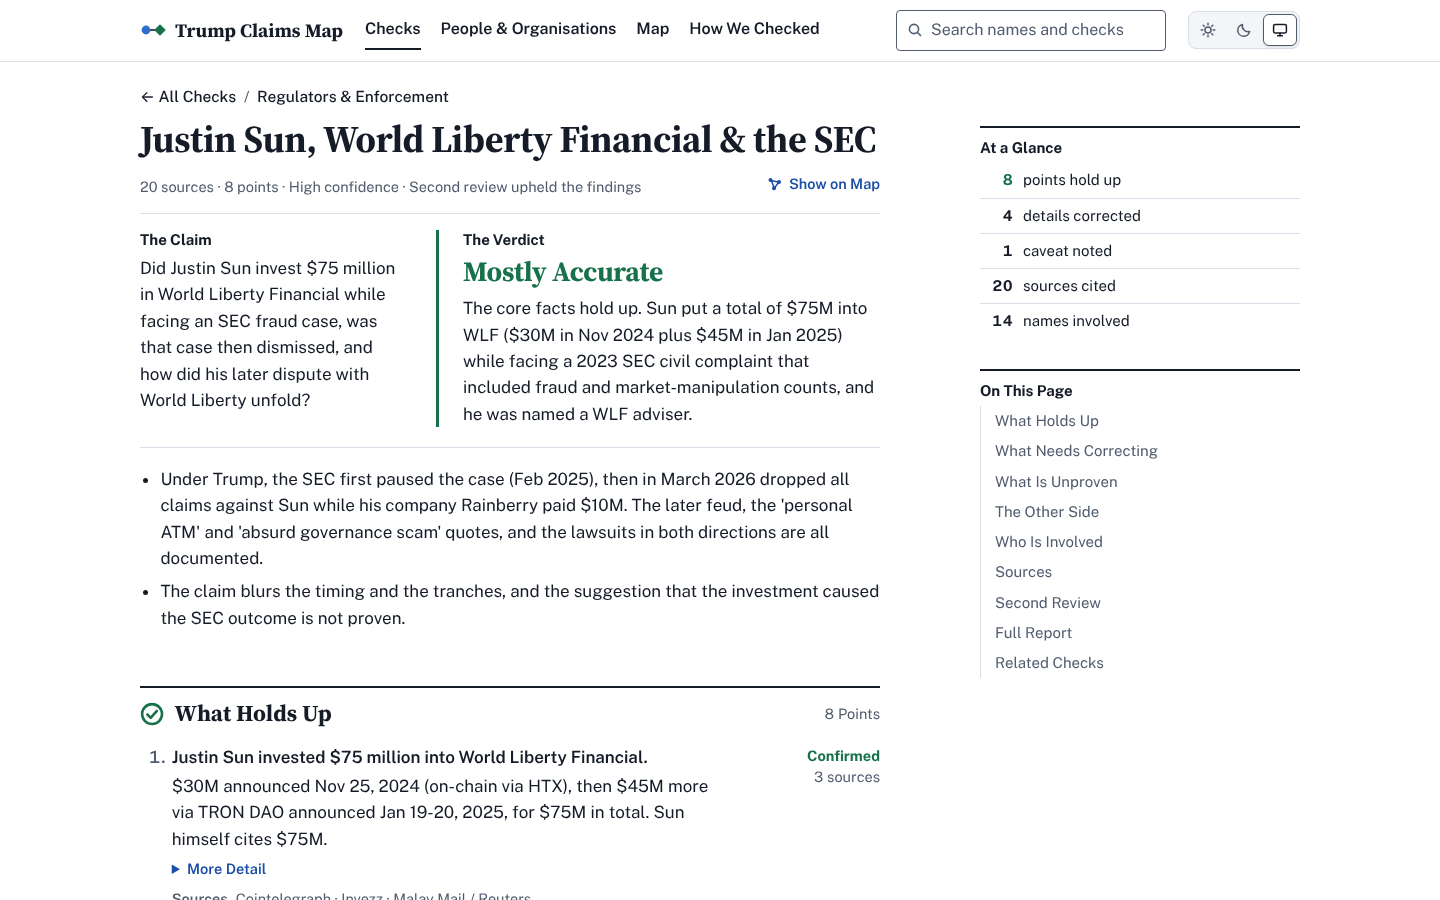 Trump Claims Map
Checks
People & Organisations
Map
How We Checked
Search names and checks
← All Checks / Regulators & Enforcement
Justin Sun, World Liberty Financial & the SEC
20 sources · 8 points · High confidence · Second review upheld the findings
Show on Map
The Claim
Did Justin Sun invest $75 million
in World Liberty Financial while
facing an SEC fraud case, was
that case then dismissed, and
how did his later dispute with
World Liberty unfold?
The Verdict
Mostly Accurate
The core facts hold up. Sun put a total of $75M into
WLF ($30M in Nov 2024 plus $45M in Jan 2025)
while facing a 2023 SEC civil complaint that
included fraud and market-manipulation counts, and
he was named a WLF adviser.
• Under Trump, the SEC first paused the case (Feb 2025), then in March 2026 dropped all
claims against Sun while his company Rainberry paid $10M. The later feud, the 'personal
ATM' and 'absurd governance scam' quotes, and the lawsuits in both directions are all
documented.
• The claim blurs the timing and the tranches, and the suggestion that the investment caused
the SEC outcome is not proven.
What Holds Up
8 Points
1. Justin Sun invested $75 million into World Liberty Financial.
Confirmed
3 sources
$30M announced Nov 25, 2024 (on-chain via HTX), then $45M more
via TRON DAO announced Jan 19-20, 2025, for $75M in total. Sun
himself cites $75M.
More Detail
Sources Cointelegraph · Invezz · Malay Mail / Reuters
At a Glance
8 points hold up
4 details corrected
1 caveat noted
20 sources cited
14 names involved
On This Page
What Holds Up
What Needs Correcting
What Is Unproven
The Other Side
Who Is Involved
Sources
Second Review
Full Report
Related Checks